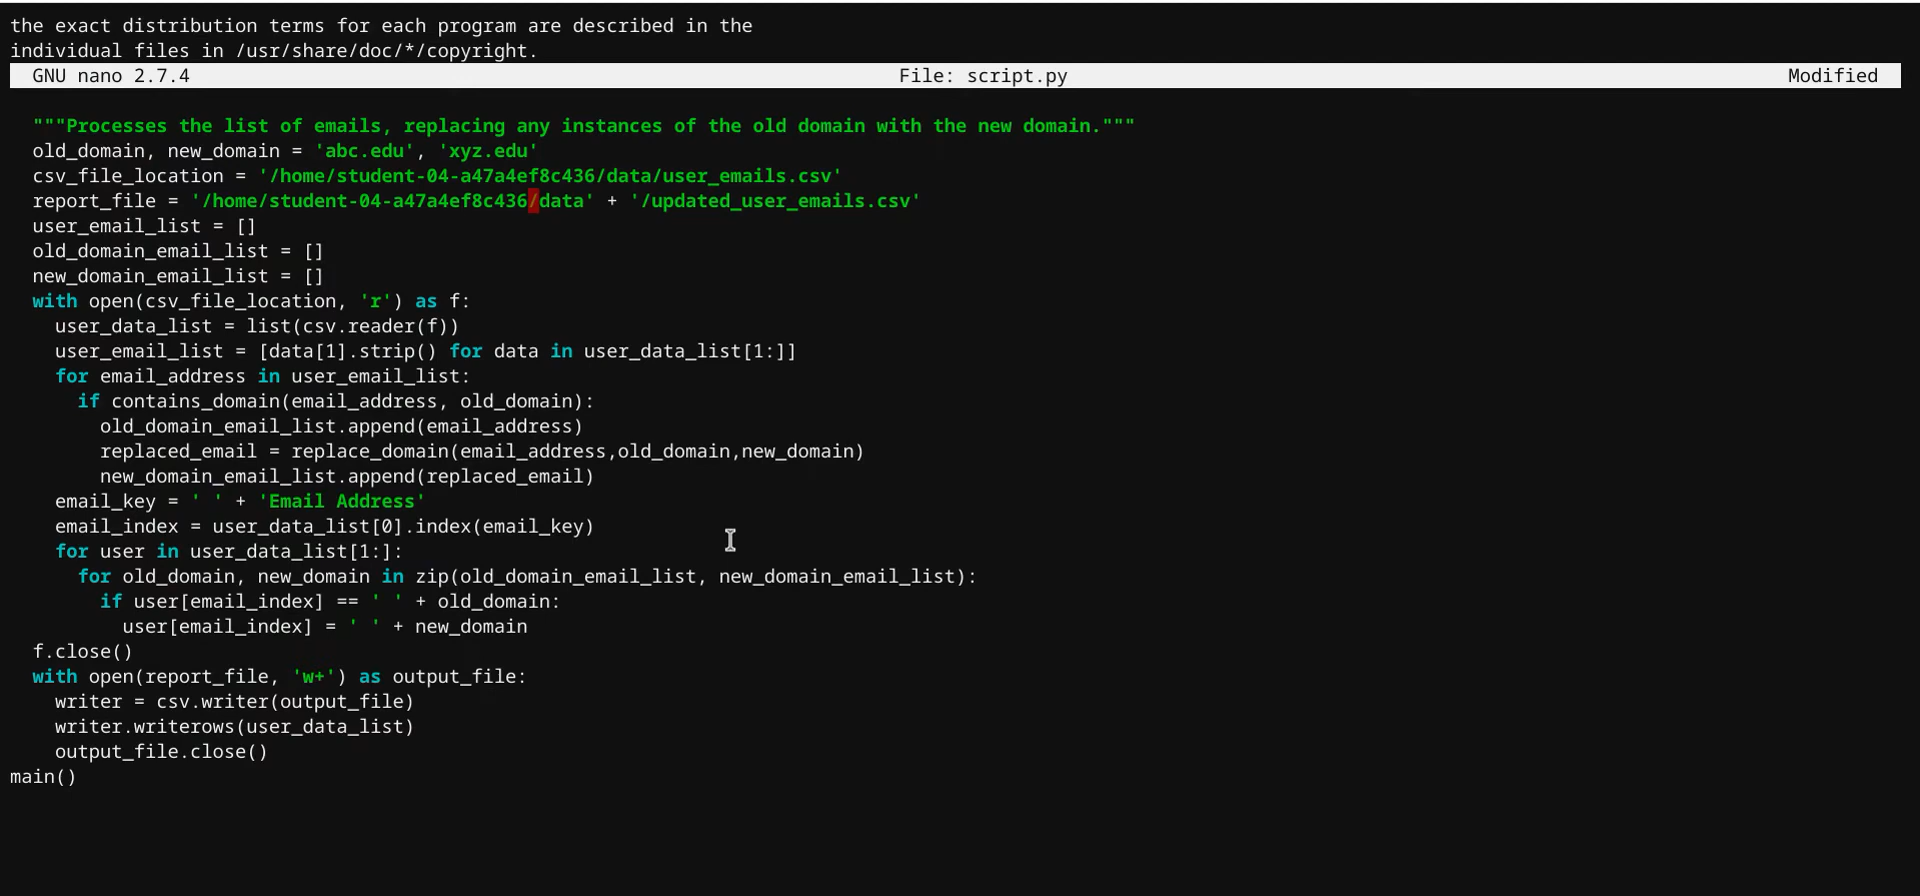 the exact distribution terms for each program are described in the
individual files in /usr/share/doc/*/copyright.
GNU nano 2.7.4 File: script.py Modified
"""Processes the list of emails, replacing any instances of the old domain with the new domain."""
old_domain, new_domain = 'abc.edu', 'xyz.edu'
csv_file_location = '/home/student-04-a47a4ef8c436/data/user_emails.csv'
report_file = '/home/student-04-a47a4ef8c436/data' + '/updated_user_emails.csv'
user_email_list = []
old_domain_email_list = []
new_domain_email_list = []
with open(csv_file_location, 'r') as f:
user_data_list = list(csv.reader(f))
user_email_list = [data[1].strip() for data in user_data_list[1:]]
for email_address in user_email_list:
if contains_domain(email_address, old_domain):
old_domain_email_list.append(email_address)
replaced_email = replace_domain(email_address,old_domain,new_domain)
new_domain_email_list.append(replaced_email)
email_key = ' ' + 'Email Address'
email_index = user_data_list[0].index(email_key)
for user in user_data_list[1:]:
for old_domain, new_domain in zip(old_domain_email_list, new_domain_email_list):
if user[email_index] == ' ' + old_domain:
user[email_index] = ' ' + new_domain
f.close()
with open(report_file, 'w+') as output_file:
writer = csv.writer(output_file)
writer.writerows(user_data_list)
output_file.close()
main()